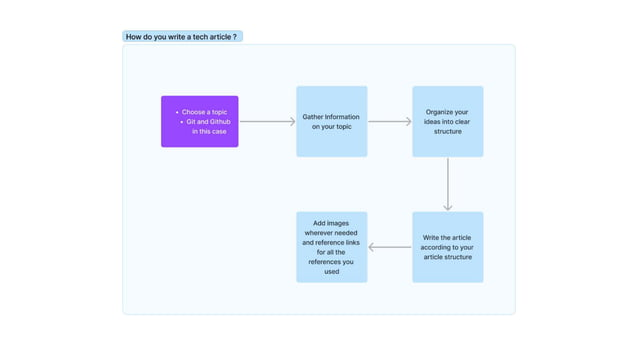 How do you write a tech article ?
• Choose a topic
• Git and Github
in this case
Gather Information
on your topic
Organize your
ideas into clear
structure
Write the article
according to your
article structure
Add images
wherever needed
and reference links
for all the
references you
used